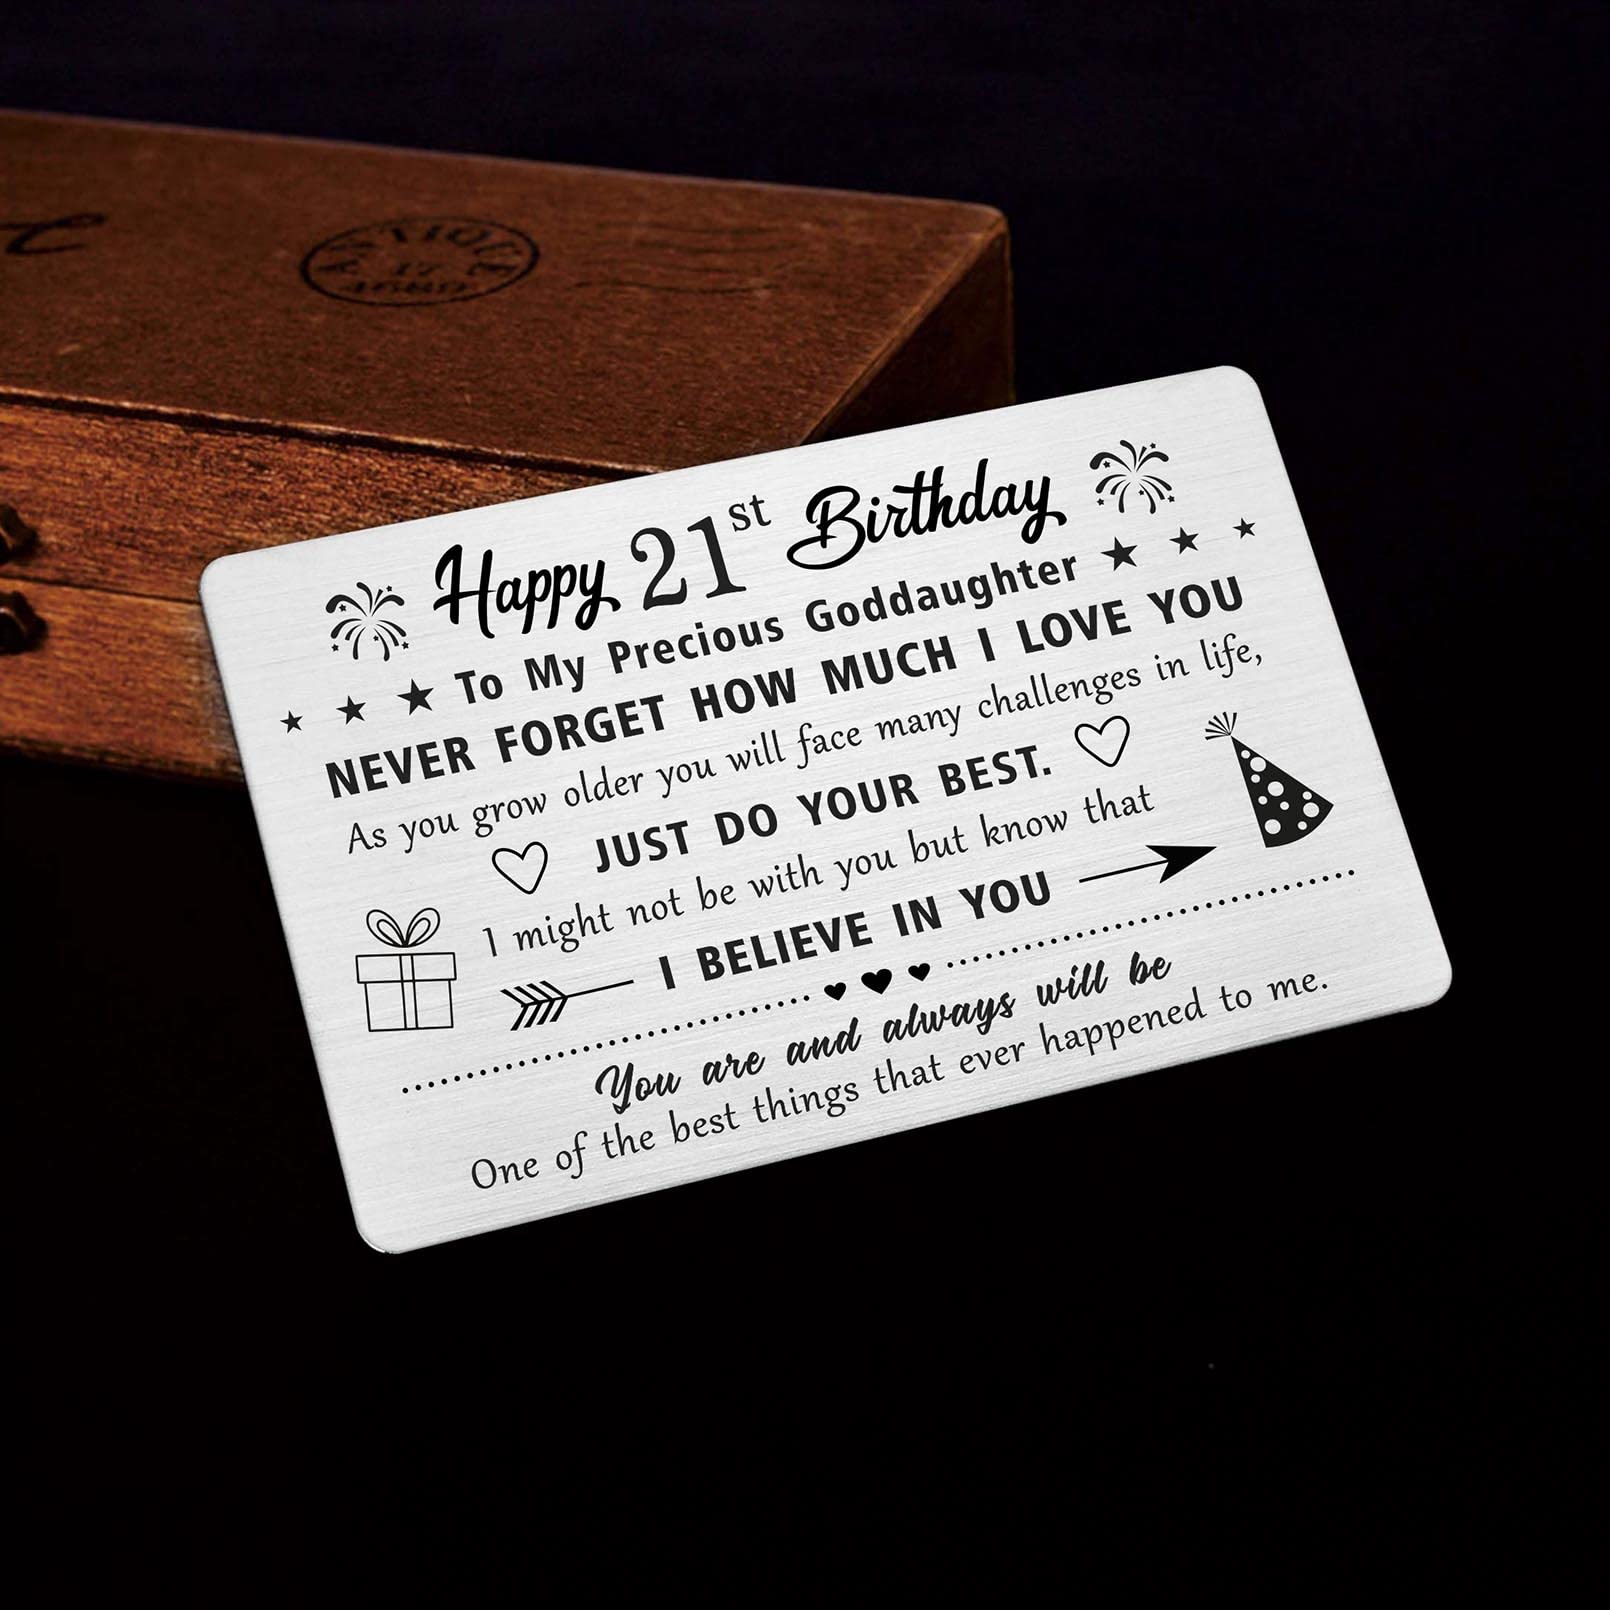 Happy 21st Birthday
To My Precious Goddaughter
NEVER FORGET HOW MUCH I LOVE YOU
As you grow older you will face many challenges in life,
JUST DO YOUR BEST.
I might not be with you but know that
I BELIEVE IN YOU
You are and always will be
One of the best things that ever happened to me.